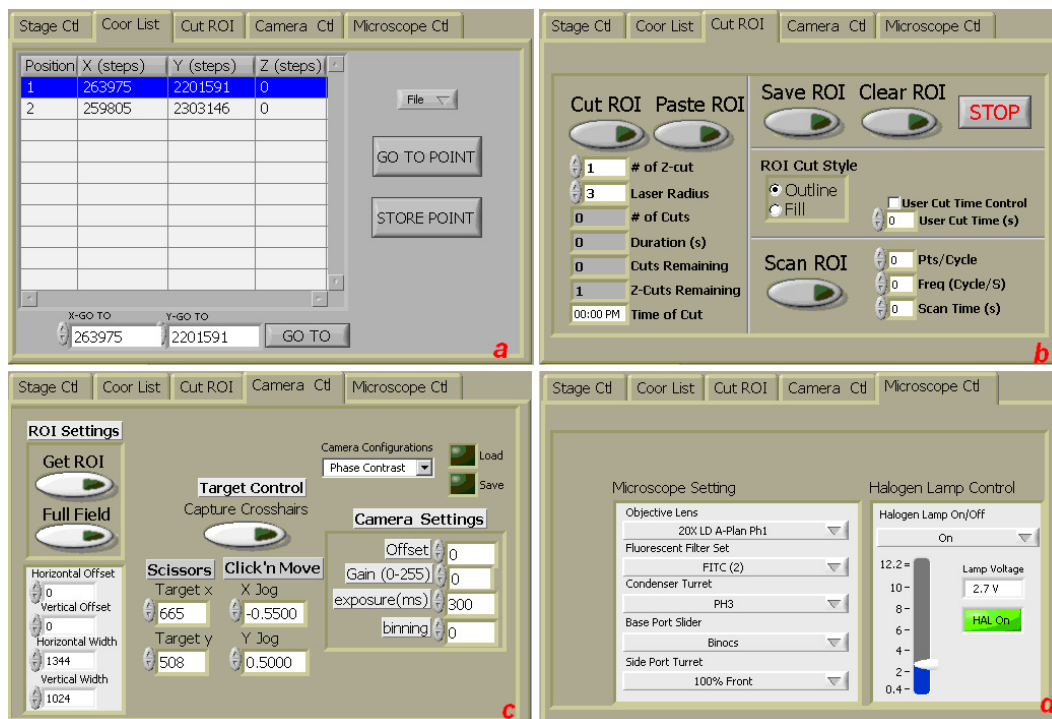 Stage Ctl Coor List Cut ROI Camera Ctl Microscope Ctl
Position X (steps) Y (steps) Z (steps)
1 263975 2201591 0
2 259805 2303146 0
File
GO TO POINT
STORE POINT
X-GO TO Y-GO TO
263975 2201591 GO TO
a
Stage Ctl Coor List Cut ROI Camera Ctl Microscope Ctl
Cut ROI Paste ROI
1 # of Z-cut
3 Laser Radius
0 # of Cuts
0 Duration (s)
0 Cuts Remaining
1 Z-Cuts Remaining
00:00 PM Time of Cut
Save ROI Clear ROI STOP
ROI Cut Style
Outline
Fill
User Cut Time Control
0 User Cut Time (s)
Scan ROI
0 Pts/Cycle
0 Freq (Cycle/S)
0 Scan Time (s)
b
Stage Ctl Coor List Cut ROI Camera Ctl Microscope Ctl
ROI Settings
Get ROI
Full Field
Horizontal Offset
0
Vertical Offset
0
Horizontal Width
1344
Vertical Width
1024
Target Control
Capture Crosshairs
Scissors Click'n Move
Target x X Jog
665 -0.5500
Target y Y Jog
508 0.5000
Camera Configurations
Phase Contrast
Load
Save
Camera Settings
Offset 0
Gain (0-255) 0
exposure(ms) 300
binning 0
c
Stage Ctl Coor List Cut ROI Camera Ctl Microscope Ctl
Microscope Setting
Objective Lens
20X LD A-Plan Ph1
Fluorescent Filter Set
FITC (2)
Condenser Turret
PH3
Base Port Slider
Binocs
Side Port Turret
100% Front
Halogen Lamp Control
Halogen Lamp On/Off
On
12.2
10
8
6
4
2
0.4
Lamp Voltage
2.7 V
HAL On
d